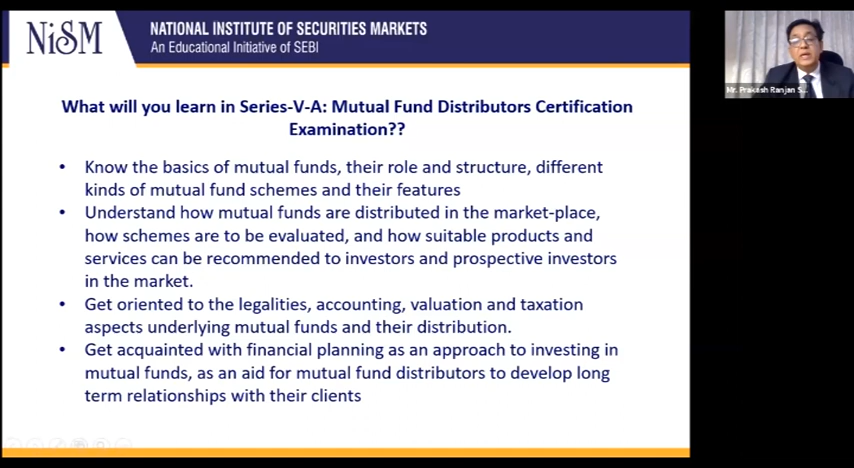 NiSM
NATIONAL INSTITUTE OF SECURITIES MARKETS
An Educational Initiative of SEBI
What will you learn in Series-V-A: Mutual Fund Distributors Certification
Examination??
• Know the basics of mutual funds, their role and structure, different
kinds of mutual fund schemes and their features
• Understand how mutual funds are distributed in the market-place,
how schemes are to be evaluated, and how suitable products and
services can be recommended to investors and prospective investors
in the market.
• Get oriented to the legalities, accounting, valuation and taxation
aspects underlying mutual funds and their distribution.
• Get acquainted with financial planning as an approach to investing in
mutual funds, as an aid for mutual fund distributors to develop long
term relationships with their clients
Mr. Prakash Ranjan S...